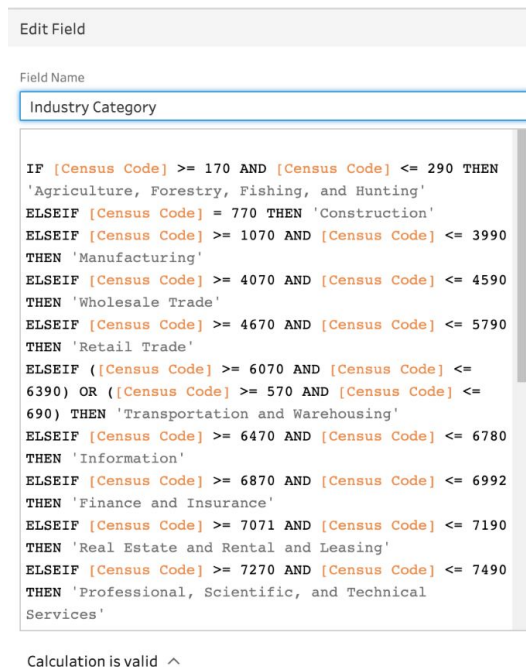 Edit Field
Field Name
Industry Category
IF [Census Code] >= 170 AND [Census Code] <= 290 THEN
'Agriculture, Forestry, Fishing, and Hunting'
ELSEIF [Census Code] = 770 THEN 'Construction'
ELSEIF [Census Code] >= 1070 AND [Census Code] <= 3990
THEN 'Manufacturing'
ELSEIF [Census Code] >= 4070 AND [Census Code] <= 4590
THEN 'Wholesale Trade'
ELSEIF [Census Code] >= 4670 AND [Census Code] <= 5790
THEN 'Retail Trade'
ELSEIF ([Census Code] >= 6070 AND [Census Code] <=
6390) OR ([Census Code] >= 570 AND [Census Code] <=
690) THEN 'Transportation and Warehousing'
ELSEIF [Census Code] >= 6470 AND [Census Code] <= 6780
THEN 'Information'
ELSEIF [Census Code] >= 6870 AND [Census Code] <= 6992
THEN 'Finance and Insurance'
ELSEIF [Census Code] >= 7071 AND [Census Code] <= 7190
THEN 'Real Estate and Rental and Leasing'
ELSEIF [Census Code] >= 7270 AND [Census Code] <= 7490
THEN 'Professional, Scientific, and Technical
Services'
Calculation is valid